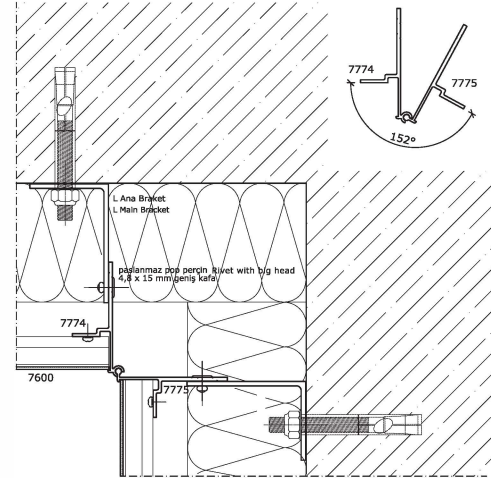 7774
7775
152°
L Ana Braket
L Main Bracket
paslanmaz pop perçin Rivet with big head
4,8 x 15 mm geniş kafa
7774
7600
7775